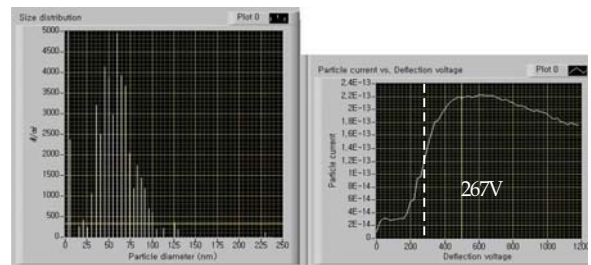 Size distribution
Plot 0
5000
4500
4000
3500
3000
2500
2000
1500
1000
500
0
#/ml
0 25 50 75 100 125 150 175 200 225 250
Particle diameter (nm)
Particle current vs. Deflection voltage
Plot 0
2.4E-13
2.2E-13
2E-13
1.8E-13
1.6E-13
1.4E-13
1.2E-13
1E-13
8E-14
6E-14
4E-14
2E-14
0
Particle current
267V
0 200 400 600 800 1000 1200
Deflection voltage